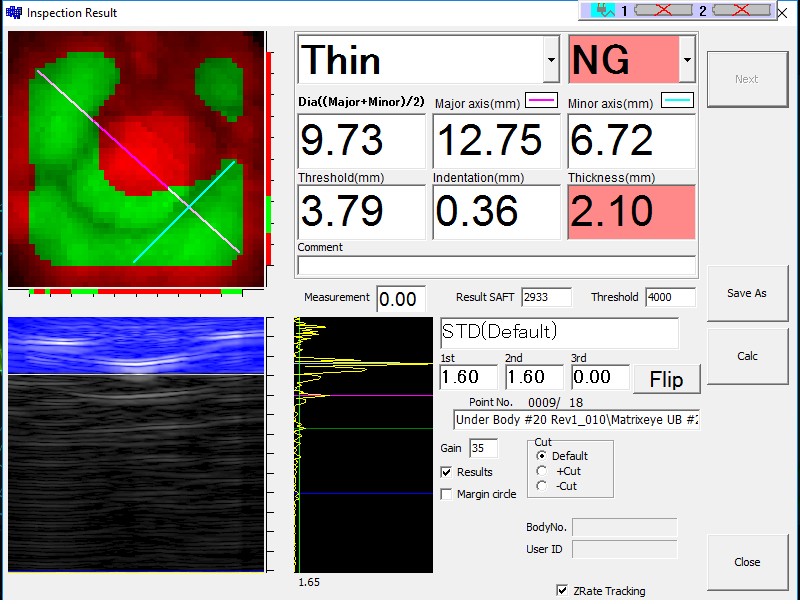 Inspection Result
1 2
Thin NG
Next
Dia((Major+Minor)/2) Major axis(mm) Minor axis(mm)
9.73 12.75 6.72
Threshold(mm) Indentation(mm) Thickness(mm)
3.79 0.36 2.10
Comment
Measurement 0.00 Result SAFT 2933 Threshold 4000
Save As
STD(Default)
1st 2nd 3rd
1.60 1.60 0.00 Flip
Calc
Point No. 0009/ 18
Under Body #20 Rev1_010\Matrixeye UB #2
Gain 35
Cut
Default
+Cut
-Cut
Results
Margin circle
BodyNo.
User ID
Close
1.65
ZRate Tracking